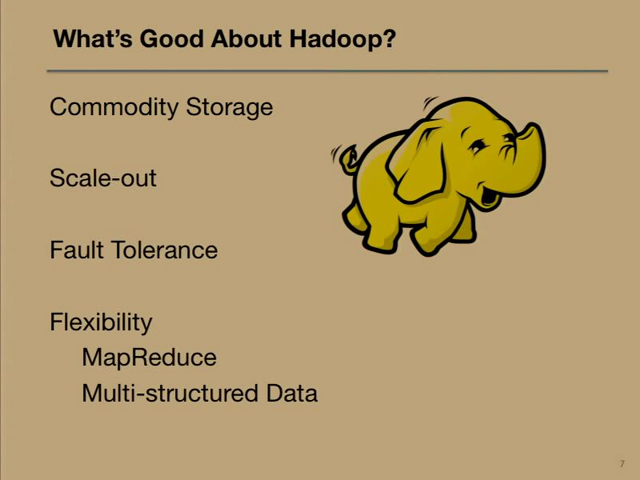 What's Good About Hadoop?
Commodity Storage
Scale-out
Fault Tolerance
Flexibility
MapReduce
Multi-structured Data
7